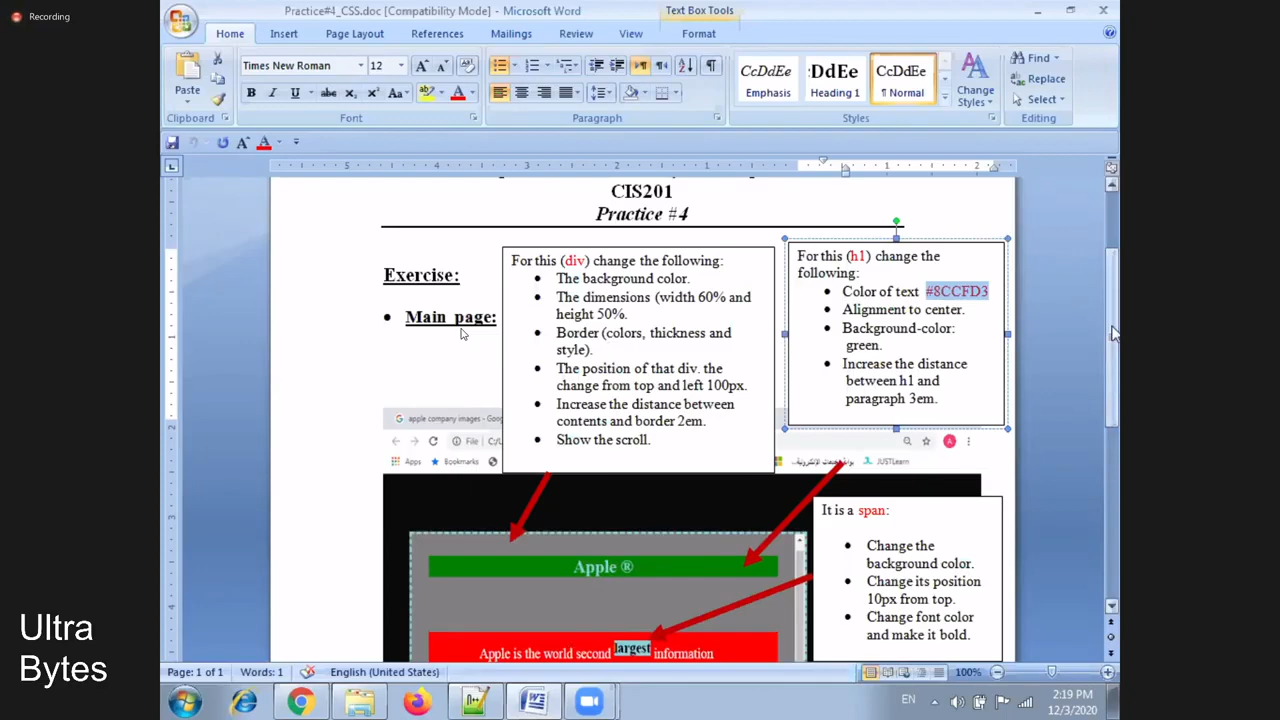 Recording
Practice#4_CSS.doc [Compatibility Mode] - Microsoft Word
Text Box Tools
Home
Insert
Page Layout
References
Mailings
Review
View
Format
Paste
Times New Roman
12
CcDdEe
Emphasis
:DdEe
Heading 1
CcDdEe
¶ Normal
Change
Styles
Find
Replace
Select
Clipboard
Font
Paragraph
Styles
Editing
CIS201
Practice #4
Exercise:
• Main page:
For this (div) change the following:
• The background color.
• The dimensions (width 60% and
height 50%.
• Border (colors, thickness and
style).
• The position of that div. the
change from top and left 100px.
• Increase the distance between
contents and border 2em.
• Show the scroll.
For this (h1) change the
following:
• Color of text #8CCFD3
• Alignment to center.
• Background-color:
green.
• Increase the distance
between h1 and
paragraph 3em.
apple company images - Goo
File
C:/
Apps
Bookmarks
JUSTLearn
It is a span:
• Change the
background color.
• Change its position
10px from top.
• Change font color
and make it bold.
Apple ®
Apple is the world second largest information
Ultra
Bytes
Page: 1 of 1
Words: 1
English (United States)
100%
EN
2:19 PM
12/3/2020